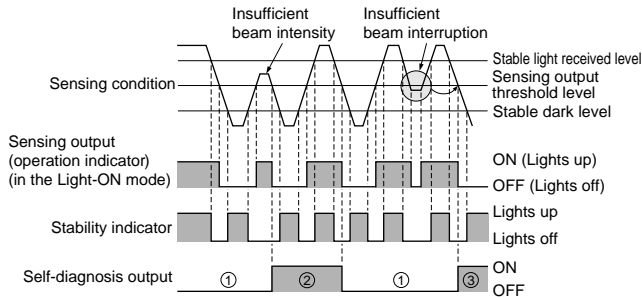 Insufficient
beam intensity
Insufficient
beam interruption
Sensing condition
Stable light received level
Sensing output
threshold level
Stable dark level
Sensing output
(operation indicator)
(in the Light-ON mode)
ON (Lights up)
OFF (Lights off)
Stability indicator
Lights up
Lights off
Self-diagnosis output
① ② ① ③
ON
OFF